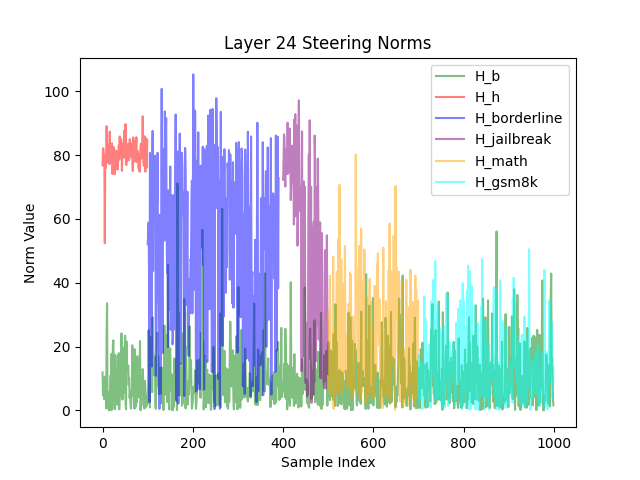 Layer 24 Steering Norms
H_b
H_h
H_borderline
H_jailbreak
H_math
H_gsm8k
Norm Value
100
80
60
40
20
0
0 200 400 600 800 1000
Sample Index